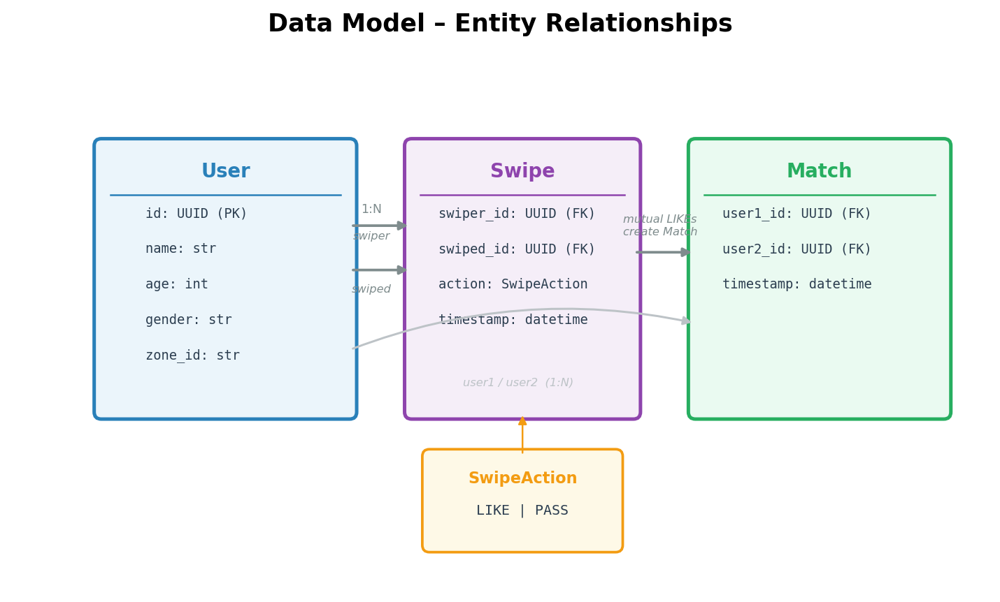 Data Model – Entity Relationships
User
id: UUID (PK)
name: str
age: int
gender: str
zone_id: str
1:N
swiper
swiped
Swipe
swiper_id: UUID (FK)
swiped_id: UUID (FK)
action: SwipeAction
timestamp: datetime
user1 / user2 (1:N)
mutual LIKEs
create Match
Match
user1_id: UUID (FK)
user2_id: UUID (FK)
timestamp: datetime
SwipeAction
LIKE | PASS